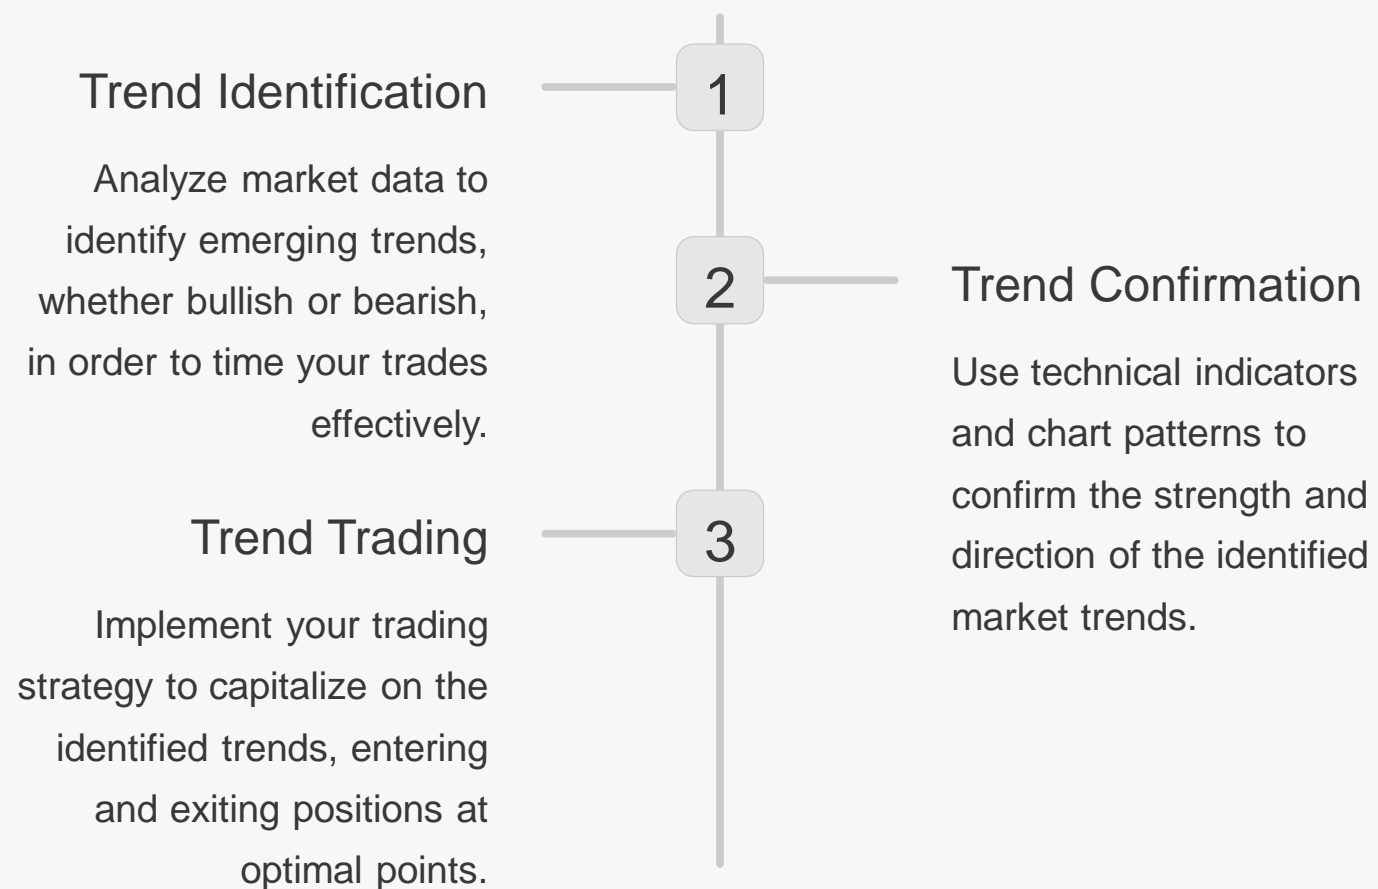 1
Trend Identification
Analyze market data to
identify emerging trends,
whether bullish or bearish,
in order to time your trades
effectively.
2
Trend Confirmation
Use technical indicators
and chart patterns to
confirm the strength and
direction of the identified
market trends.
3
Trend Trading
Implement your trading
strategy to capitalize on the
identified trends, entering
and exiting positions at
optimal points.